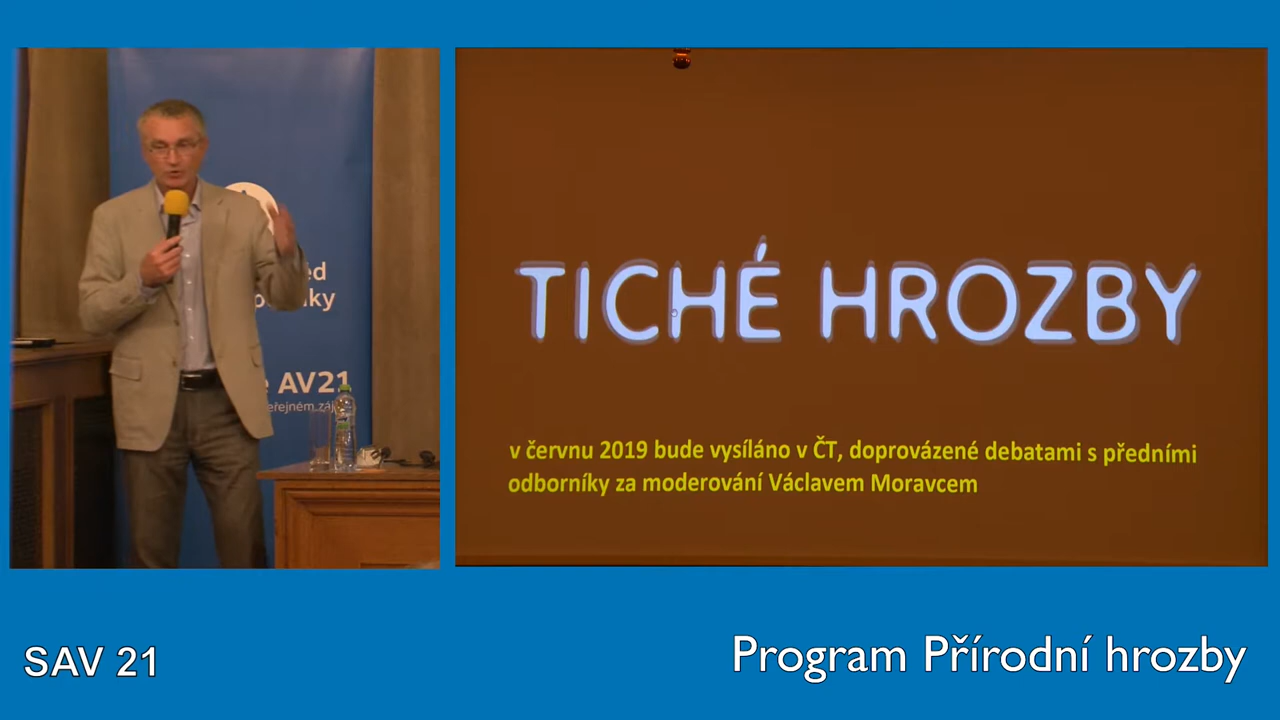 AV21
TICHÉ HROZBY
v červnu 2019 bude vysíláno v ČT, doprovázené debatami s předními
odborníky za moderování Václavem Moravcem
SAV 21
Program Přírodní hrozby